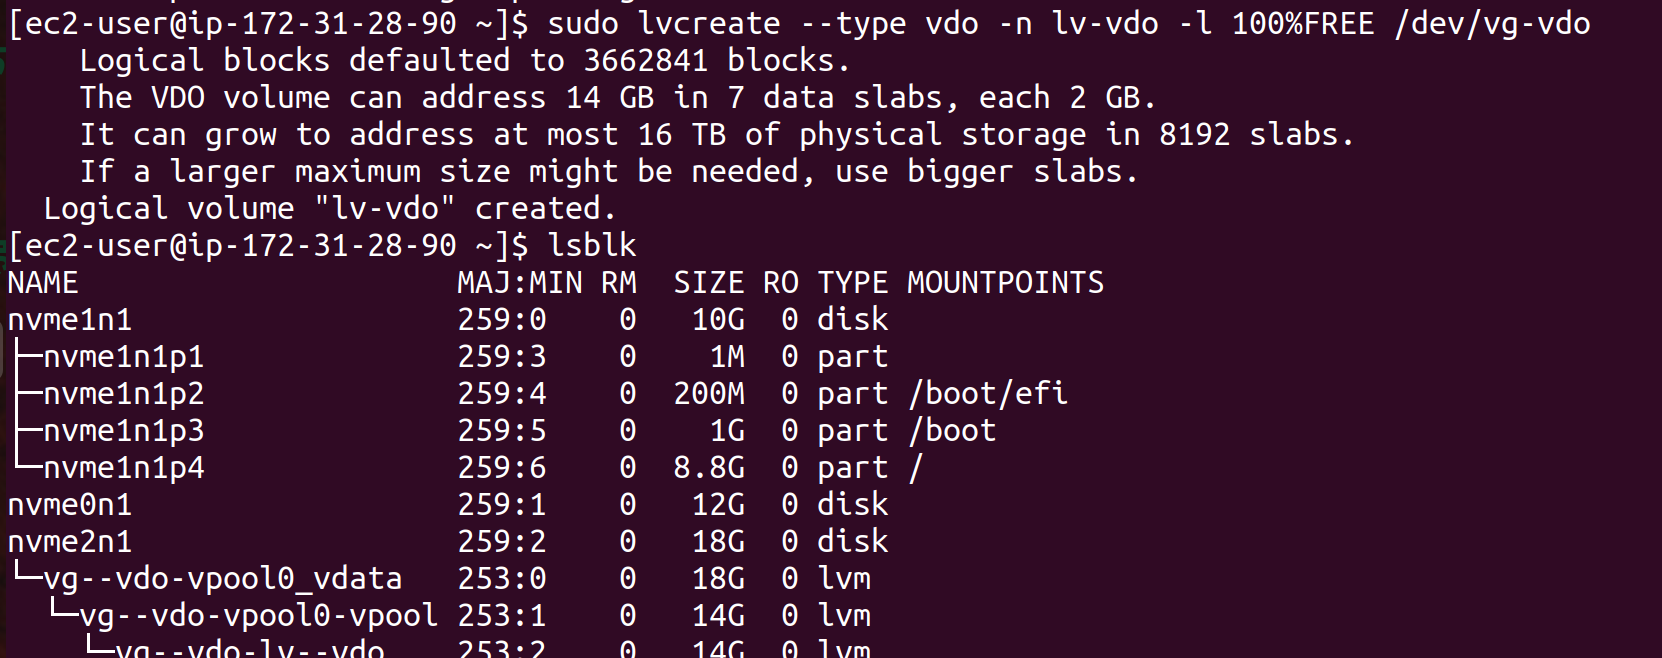 [ec2-user@ip-172-31-28-90 ~]$ sudo lvcreate --type vdo -n lv-vdo -l 100%FREE /dev/vg-vdo
    Logical blocks defaulted to 3662841 blocks.
    The VDO volume can address 14 GB in 7 data slabs, each 2 GB.
    It can grow to address at most 16 TB of physical storage in 8192 slabs.
    If a larger maximum size might be needed, use bigger slabs.
  Logical volume "lv-vdo" created.
[ec2-user@ip-172-31-28-90 ~]$ lsblk
NAME                     MAJ:MIN RM  SIZE RO TYPE MOUNTPOINTS
nvme1n1                  259:0    0   10G  0 disk
├─nvme1n1p1              259:3    0    1M  0 part
├─nvme1n1p2              259:4    0  200M  0 part /boot/efi
├─nvme1n1p3              259:5    0    1G  0 part /boot
└─nvme1n1p4              259:6    0  8.8G  0 part /
nvme0n1                  259:1    0   12G  0 disk
nvme2n1                  259:2    0   18G  0 disk
└─vg--vdo-vpool0_vdata   253:0    0   18G  0 lvm
  └─vg--vdo-vpool0-vpool 253:1    0   14G  0 lvm
    └─vg--vdo-lv--vdo    253:2    0   14G  0 lvm